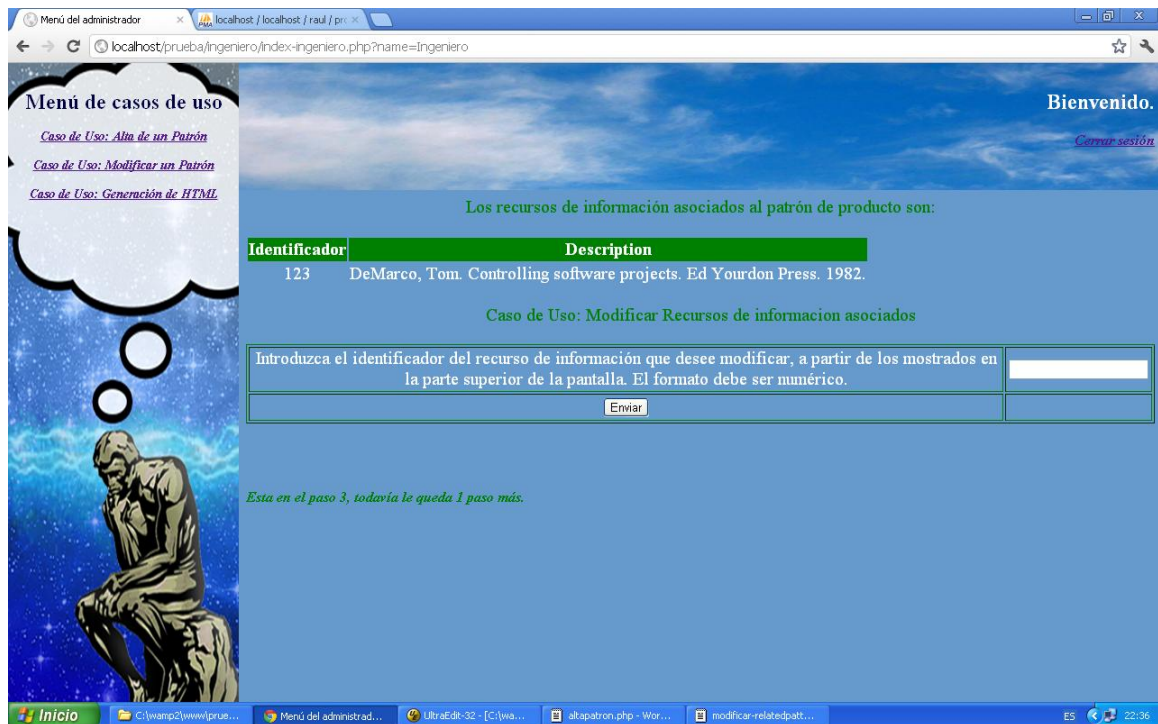 Menú del administrador
localhost / localhost / raul / pro
localhost/prueba/ingeniero/index-ingeniero.php?name=Ingeniero
Menú de casos de uso
Caso de Uso: Alta de un Patrón
Caso de Uso: Modificar un Patrón
Caso de Uso: Generación de HTML
Bienvenido.
Cerrar sesión
Los recursos de información asociados al patrón de producto son:
Identificador Description
123 DeMarco, Tom. Controlling software projects. Ed Yourdon Press. 1982.
Caso de Uso: Modificar Recursos de informacion asociados
Introduzca el identificador del recurso de información que desee modificar, a partir de los mostrados en
la parte superior de la pantalla. El formato debe ser numérico.
Enviar
Esta en el paso 3, todavía le queda 1 paso más.
Inicio
C:\wamp2\www\prue...
Menú del administrad...
UltraEdit-32 - [C:\wa...
altapatron.php - Wor...
modificar-relatedpatt...
ES
22:36